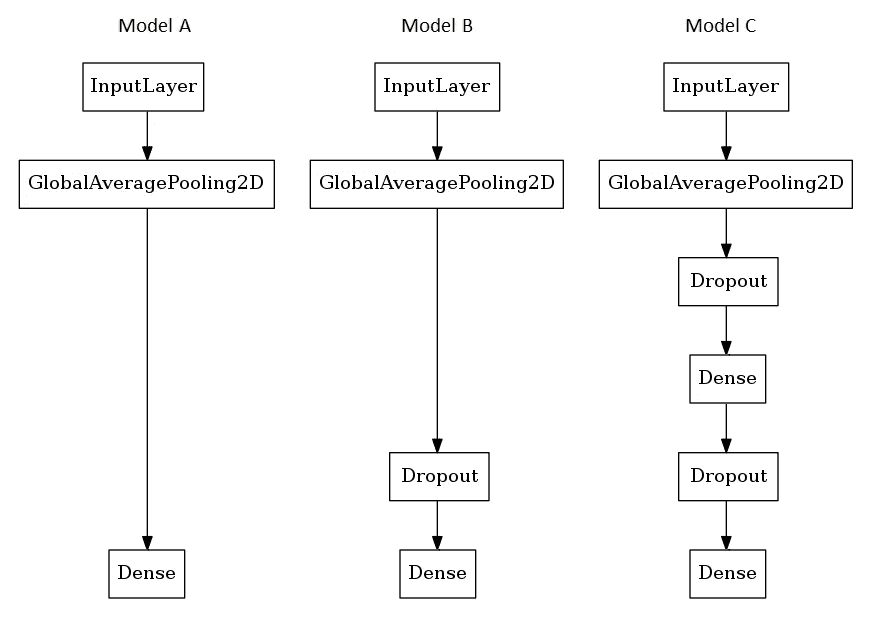 Model A
Model B
Model C
InputLayer
InputLayer
InputLayer
GlobalAveragePooling2D
GlobalAveragePooling2D
GlobalAveragePooling2D
Dropout
Dense
Dropout
Dropout
Dense
Dense
Dense